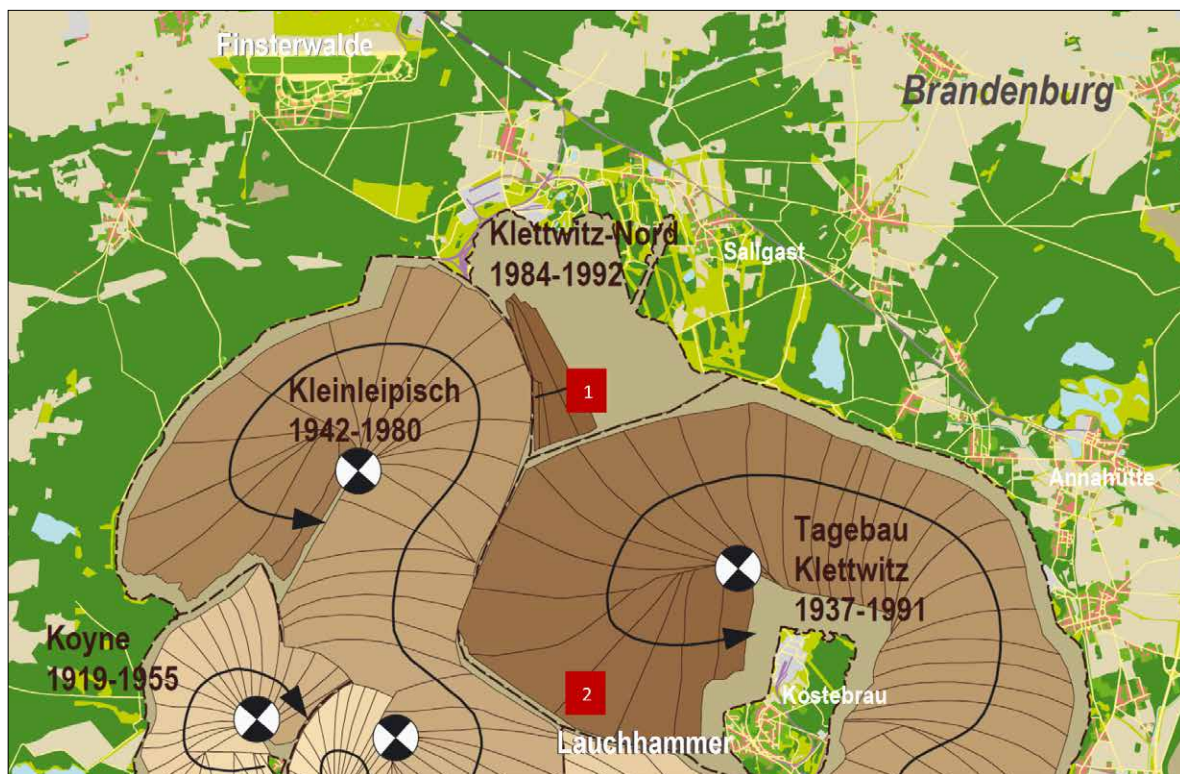 Finsterwalde
Brandenburg
Klettwitz-Nord
1984-1992
Sallgast
Kleinleipisch
1942-1980
1
Annahütte
Tagebau
Klettwitz
1937-1991
Koyne
1919-1955
2
Kostebrau
Lauchhammer